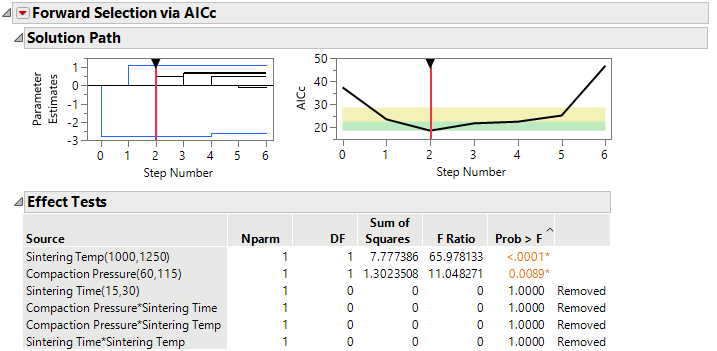 Forward Selection via AICc
Solution Path
Parameter
Estimates
1
0
-1
-2
-3
0 1 2 3 4 5 6
Step Number
AICc
50
40
30
20
0 1 2 3 4 5 6
Step Number
Effect Tests
Source Nparm DF Sum of Squares F Ratio Prob > F
Sintering Temp(1000,1250) 1 1 7.777386 65.978133 <.0001*
Compaction Pressure(60,115) 1 1 1.3023508 11.048271 0.0089*
Sintering Time(15,30) 1 0 0 0 1.0000 Removed
Compaction Pressure*Sintering Time 1 0 0 0 1.0000 Removed
Compaction Pressure*Sintering Temp 1 0 0 0 1.0000 Removed
Sintering Time*Sintering Temp 1 0 0 0 1.0000 Removed